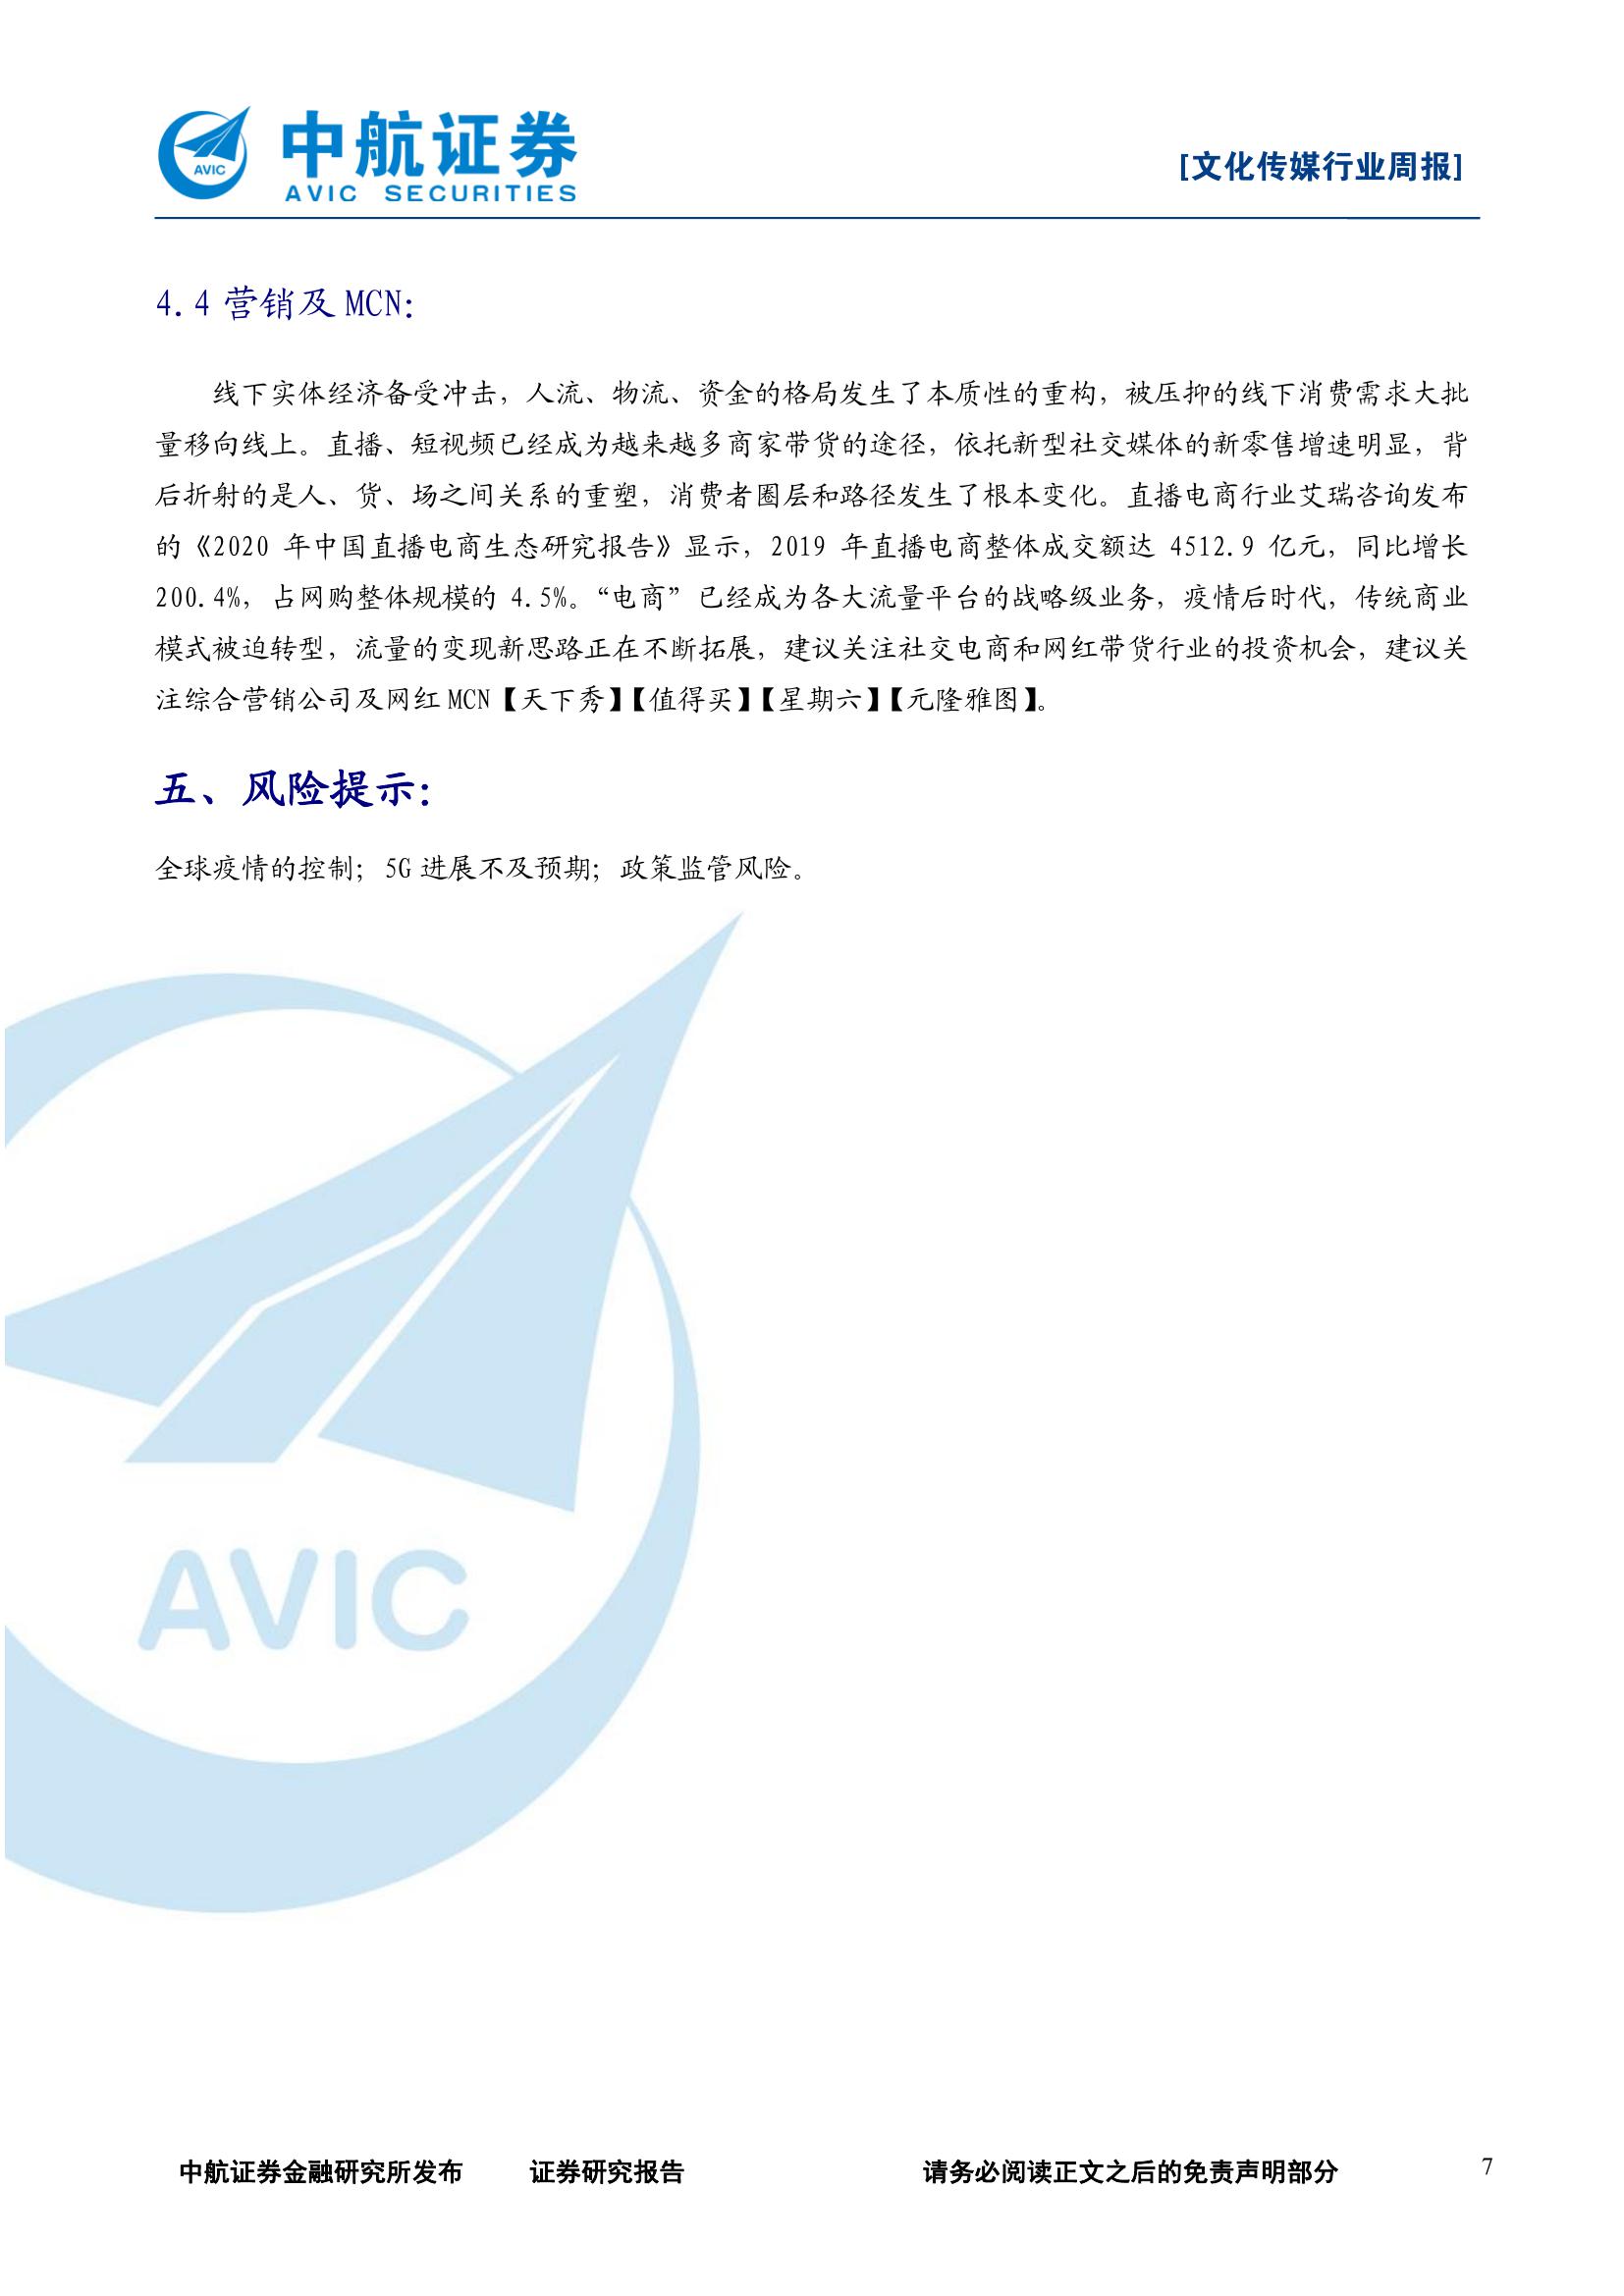 中航证券
AVIC SECURITIES
AVIC
[文化传媒行业周报]
4.4 营销及 MCN：
线下实体经济备受冲击，人流、物流、资金的格局发生了本质性的重构，被压抑的线下消费需求大批
量移向线上。直播、短视频已经成为越来越多商家带货的途径，依托新型社交媒体的新零售增速明显，背
后折射的是人、货、场之间关系的重塑，消费者圈层和路径发生了根本变化。直播电商行业艾瑞咨询发布
的《2020 年中国直播电商生态研究报告》显示，2019 年直播电商整体成交额达 4512.9 亿元，同比增长
200.4%，占网购整体规模的 4.5%。“电商”已经成为各大流量平台的战略级业务，疫情后时代，传统商业
模式被迫转型，流量的变现新思路正在不断拓展，建议关注社交电商和网红带货行业的投资机会，建议关
注综合营销公司及网红 MCN【天下秀】【值得买】【星期六】【元隆雅图】。
五、风险提示：
全球疫情的控制；5G 进展不及预期；政策监管风险。
AVIC
中航证券金融研究所发布 证券研究报告 请务必阅读正文之后的免责声明部分 7